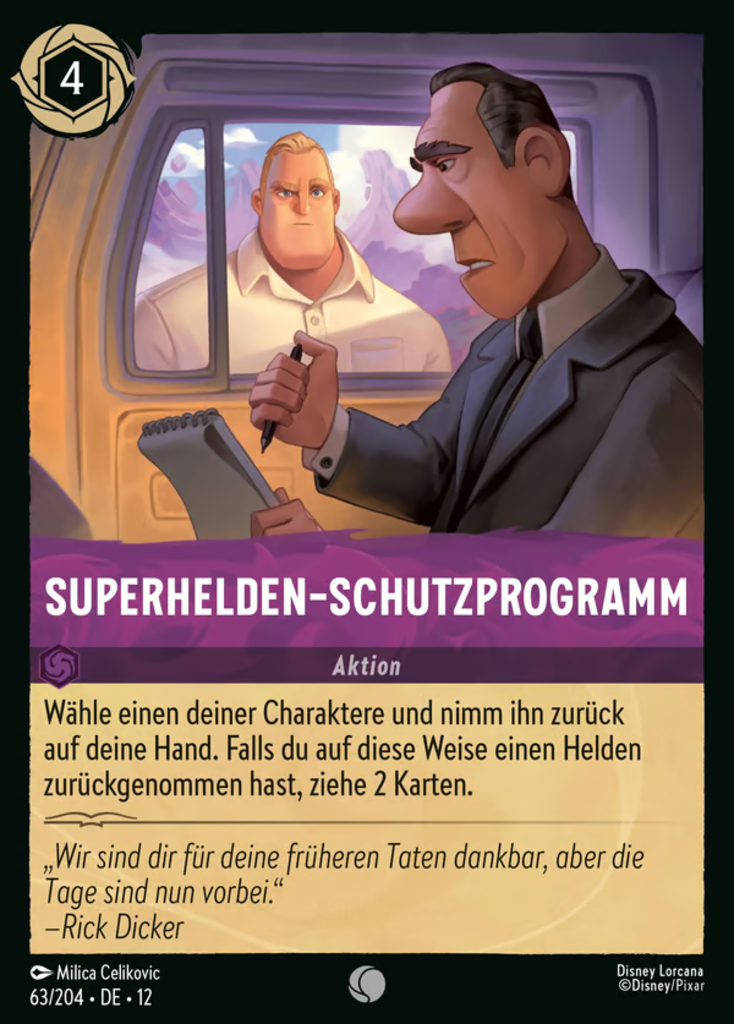 4
SUPERHELDEN-SCHUTZPROGRAMM
Aktion
Wähle einen deiner Charaktere und nimm ihn zurück
auf deine Hand. Falls du auf diese Weise einen Helden
zurückgenommen hast, ziehe 2 Karten.
„Wir sind dir für deine früheren Taten dankbar, aber die
Tage sind nun vorbei.“
–Rick Dicker
Milica Celikovic
63/204 • DE • 12
Disney Lorcana
©Disney/Pixar